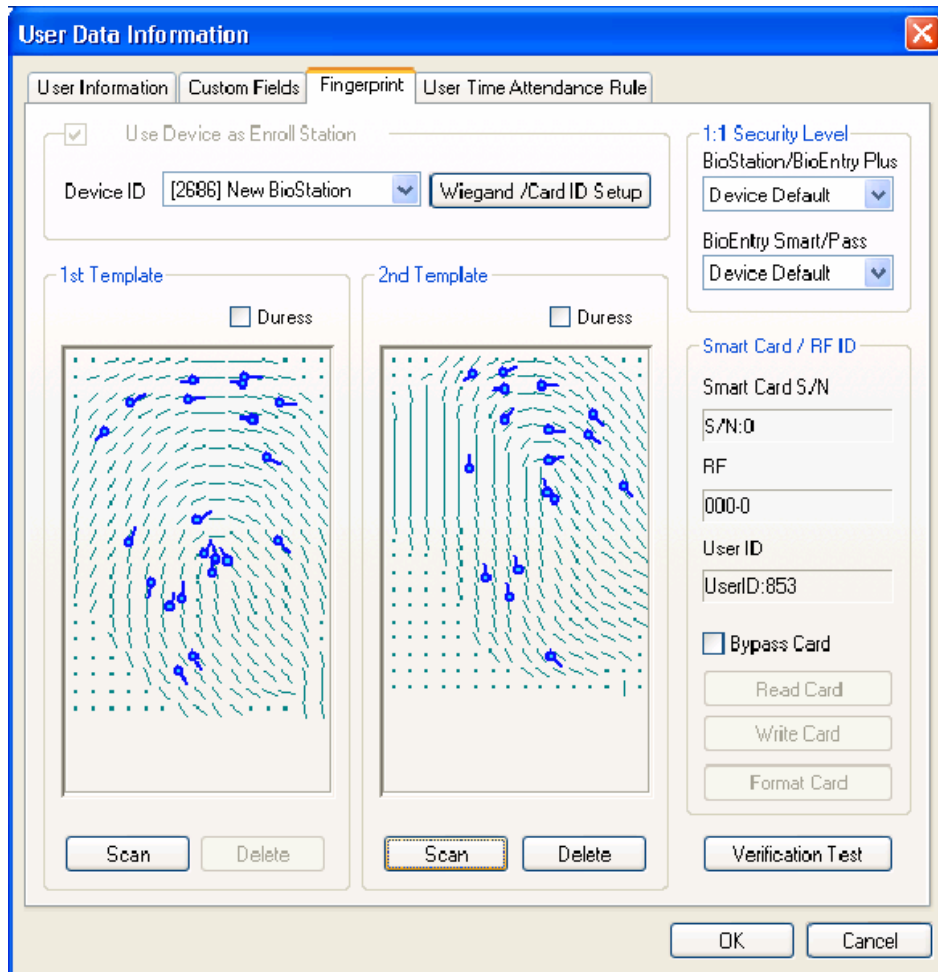 User Data Information
User Information
Custom Fields
Fingerprint
User Time Attendance Rule
Use Device as Enroll Station
Device ID
[2686] New BioStation
Wiegand /Card ID Setup
1:1 Security Level
BioStation/BioEntry Plus
Device Default
BioEntry Smart/Pass
Device Default
1st Template
Duress
2nd Template
Duress
Smart Card / RF ID
Smart Card S/N
S/N:0
RF
000-0
User ID
UserID:853
Bypass Card
Read Card
Write Card
Format Card
Scan
Delete
Scan
Delete
Verification Test
OK
Cancel